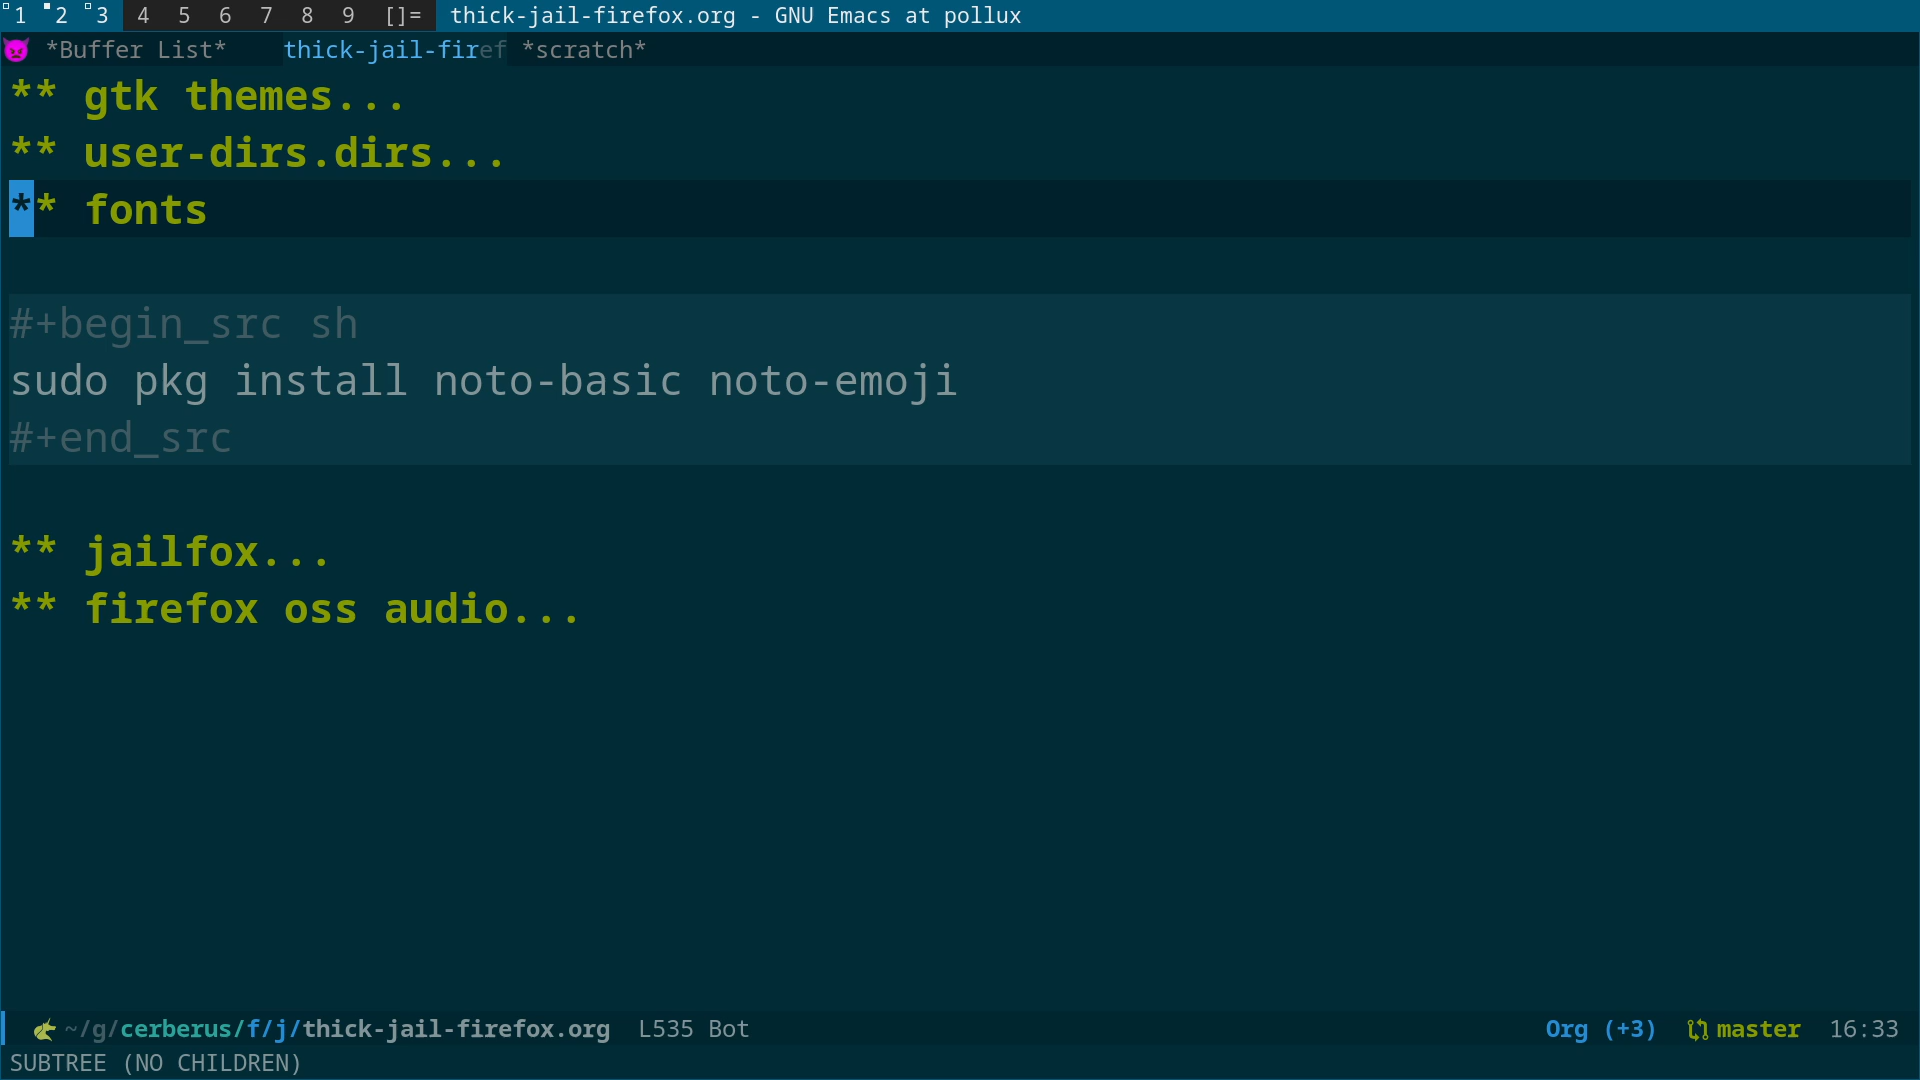 1 2 3 4 5 6 7 8 9 []= thick-jail-firefox.org - GNU Emacs at pollux
*Buffer List* thick-jail-firef *scratch*
** gtk themes...
** user-dirs.dirs...
** fonts
#+begin_src sh
sudo pkg install noto-basic noto-emoji
#+end_src
** jailfox...
** firefox oss audio...
~/g/cerberus/f/j/thick-jail-firefox.org L535 Bot Org (+3) master 16:33
SUBTREE (NO CHILDREN)